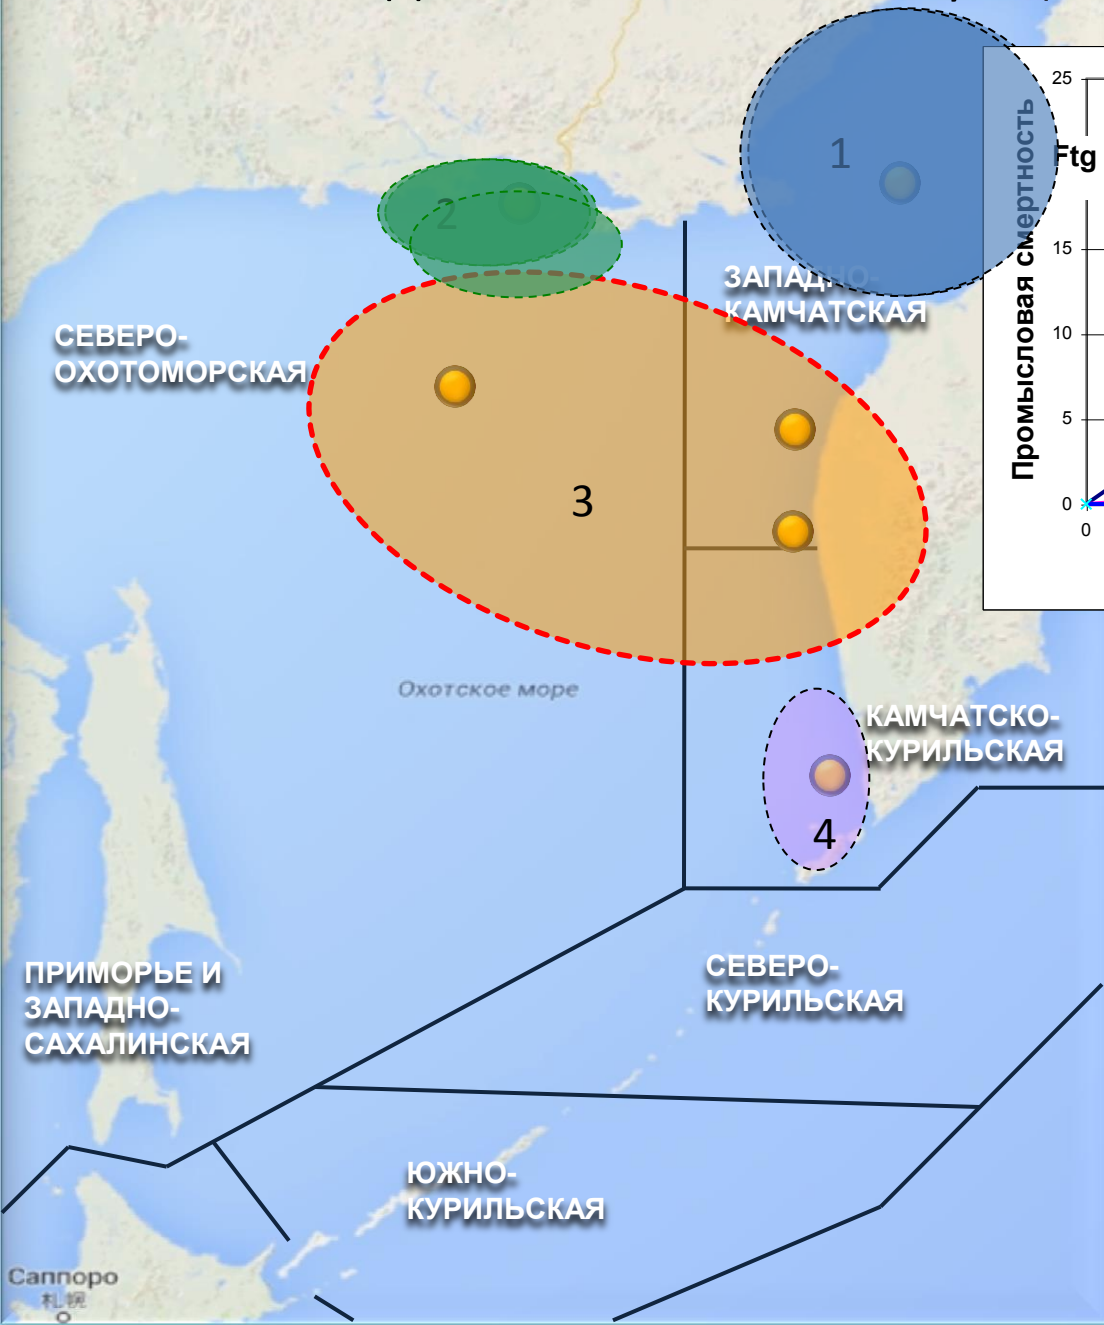 1
25
Ftg
Промысловая смертность
2
15
ЗАПАДНО-
КАМЧАТСКАЯ
СЕВЕРО-
ОХОТОМОРСКАЯ
10
5
3
0
0
Охотское море
КАМЧАТСКО-
КУРИЛЬСКАЯ
4
ПРИМОРЬЕ И
ЗАПАДНО-
САХАЛИНСКАЯ
СЕВЕРО-
КУРИЛЬСКАЯ
ЮЖНО-
КУРИЛЬСКАЯ
Саппоро
札幌